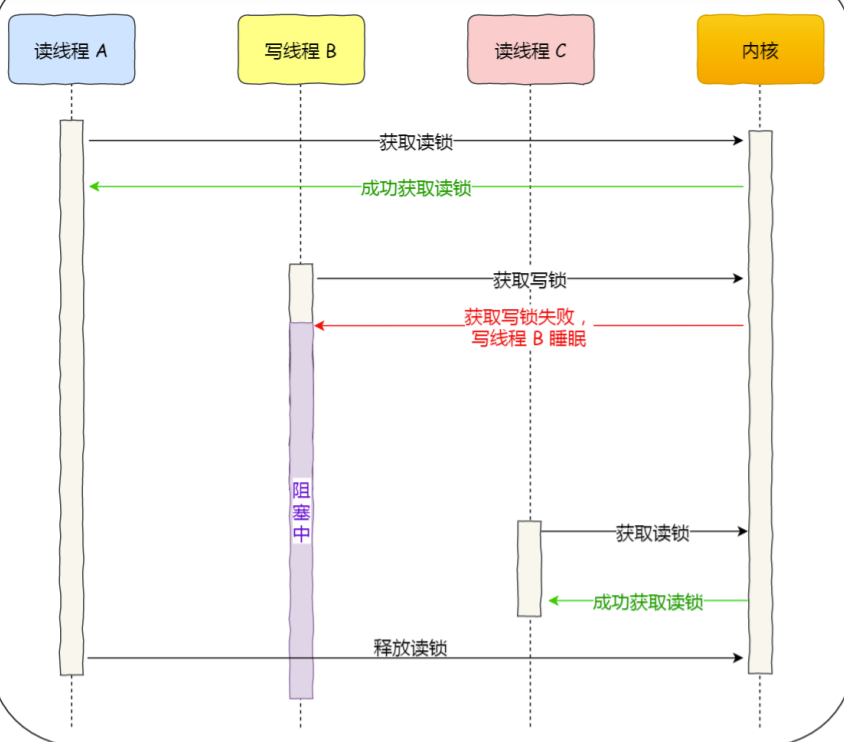 读线程 A
写线程 B
读线程 C
内核
获取读锁
成功获取读锁
获取写锁
获取写锁失败，
写线程 B 睡眠
阻
塞
中
获取读锁
成功获取读锁
释放读锁